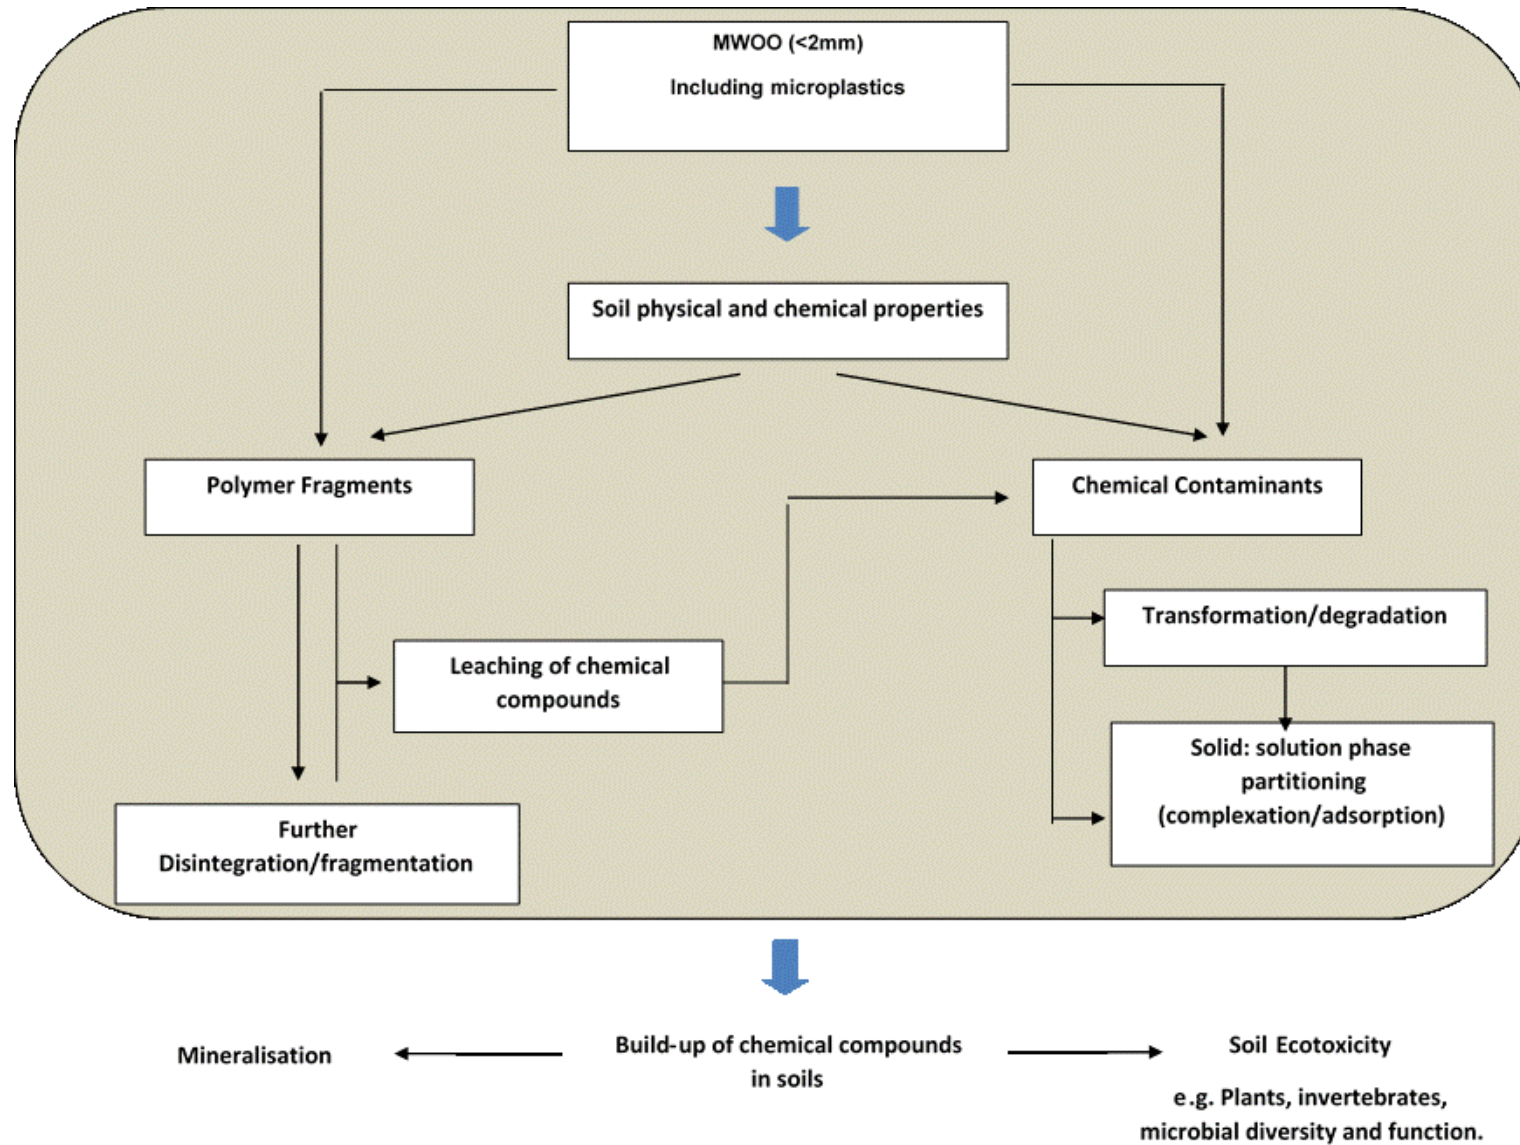 MWOO (<2mm)
Including microplastics
Soil physical and chemical properties
Polymer Fragments
Chemical Contaminants
Transformation/degradation
Leaching of chemical
compounds
Solid: solution phase
partitioning
(complexation/adsorption)
Further
Disintegration/fragmentation
Mineralisation
Build-up of chemical compounds
in soils
Soil Ecotoxicity
e.g. Plants, invertebrates,
microbial diversity and function.